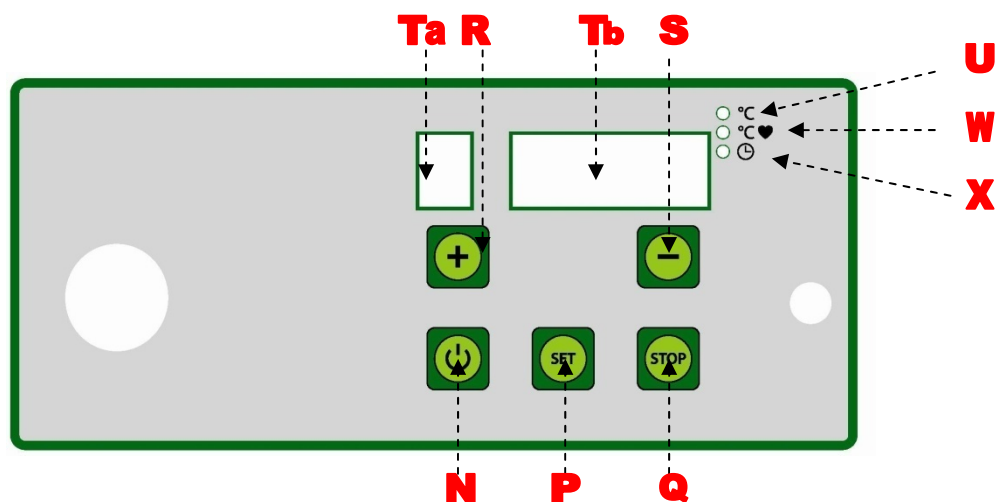 Ta R Tb S
U
℃
W
℃
X
+ −
SET STOP
N P Q